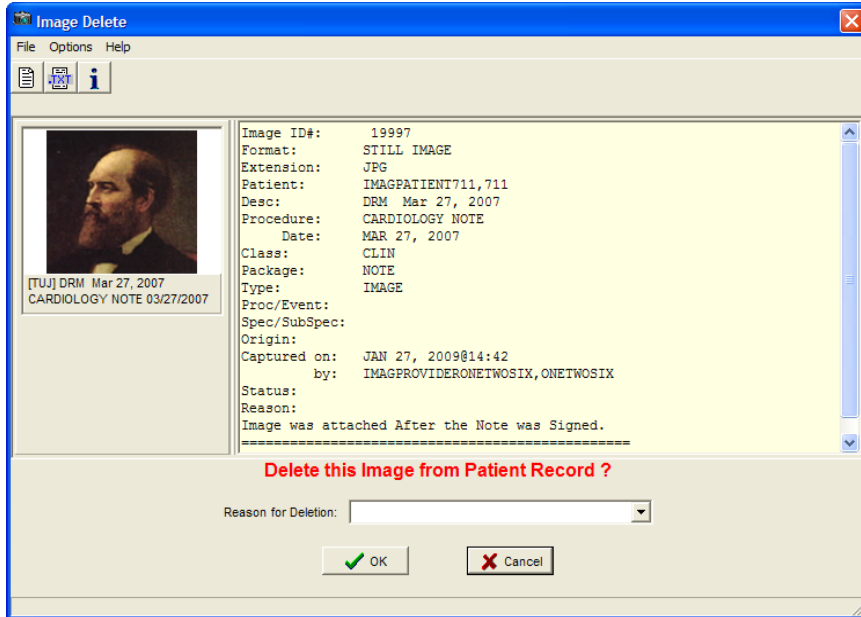 Image Delete
File Options Help
.TXT i
Image ID#: 19997
Format: STILL IMAGE
Extension: JPG
Patient: IMAGPATIENT711,711
Desc: DRM Mar 27, 2007
Procedure: CARDIOLOGY NOTE
Date: MAR 27, 2007
Class: CLIN
Package: NOTE
Type: IMAGE
Proc/Event:
Spec/SubSpec:
Origin:
Captured on: JAN 27, 2009@14:42
by: IMAGPROVIDERONETWOSIX,ONETWOSIX
Status:
Reason:
Image was attached After the Note was Signed.
===============================================
[TUJ] DRM Mar 27, 2007
CARDIOLOGY NOTE 03/27/2007
Delete this Image from Patient Record ?
Reason for Deletion:
OK Cancel